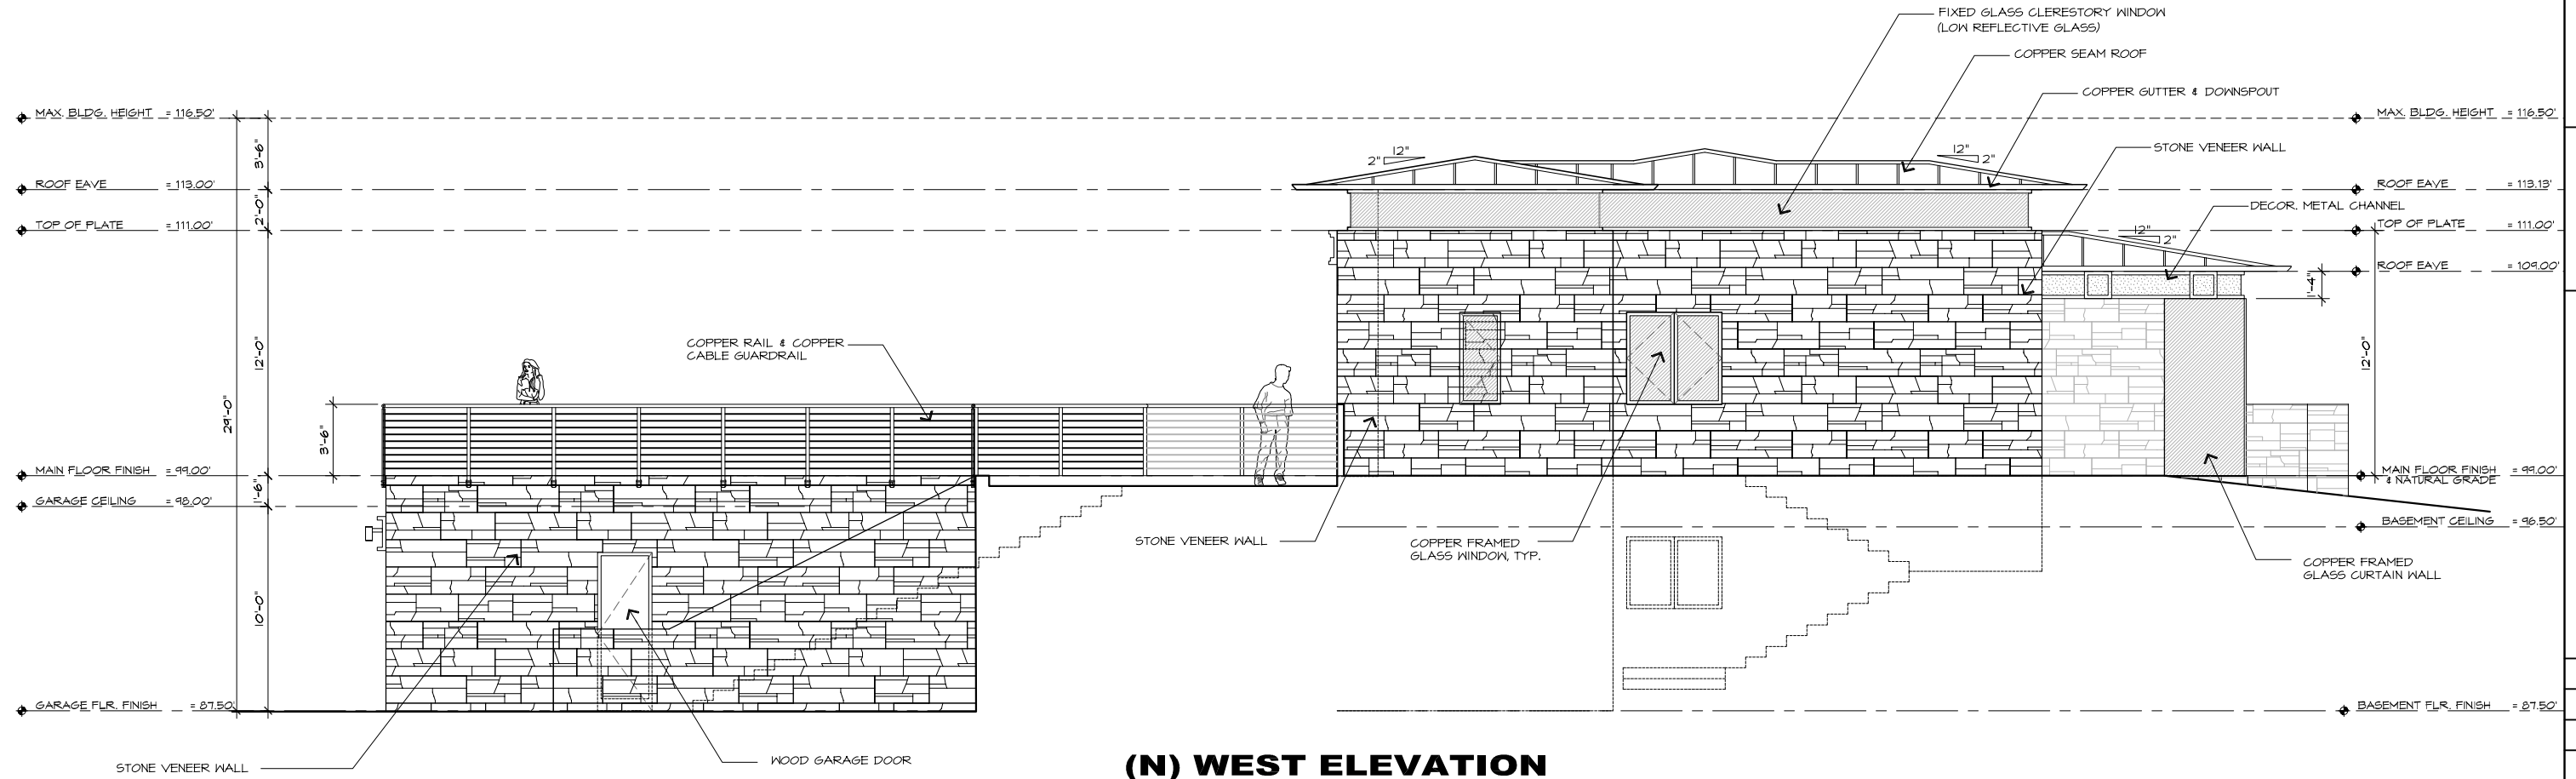 FIXED GLASS CLERESTORY WINDOW
(LOW REFLECTIVE GLASS)
COPPER SEAM ROOF
COPPER GUTTER & DOWNSPOUT
MAX. BLDG. HEIGHT = 116.50'
MAX. BLDG. HEIGHT = 116.50'
STONE VENEER WALL
3'-6"
12"
2"
12"
2"
ROOF EAVE = 113.00'
ROOF EAVE = 113.13'
2'-0"
DECOR. METAL CHANNEL
TOP OF PLATE = 111.00'
TOP OF PLATE = 111.00'
12"
2"
ROOF EAVE = 109.00'
1'-4"
COPPER RAIL & COPPER
CABLE GUARDRAIL
12'-0"
12'-0"
29'-0"
3'-6"
MAIN FLOOR FINISH = 99.00'
MAIN FLOOR FINISH = 99.00'
& NATURAL GRADE
1'-6"
GARAGE CEILING = 98.00'
BASEMENT CEILING = 96.50'
STONE VENEER WALL
COPPER FRAMED
GLASS WINDOW, TYP.
COPPER FRAMED
GLASS CURTAIN WALL
10'-0"
GARAGE FLR. FINISH = 87.50'
BASEMENT FLR. FINISH = 87.50'
STONE VENEER WALL
WOOD GARAGE DOOR
(N) WEST ELEVATION